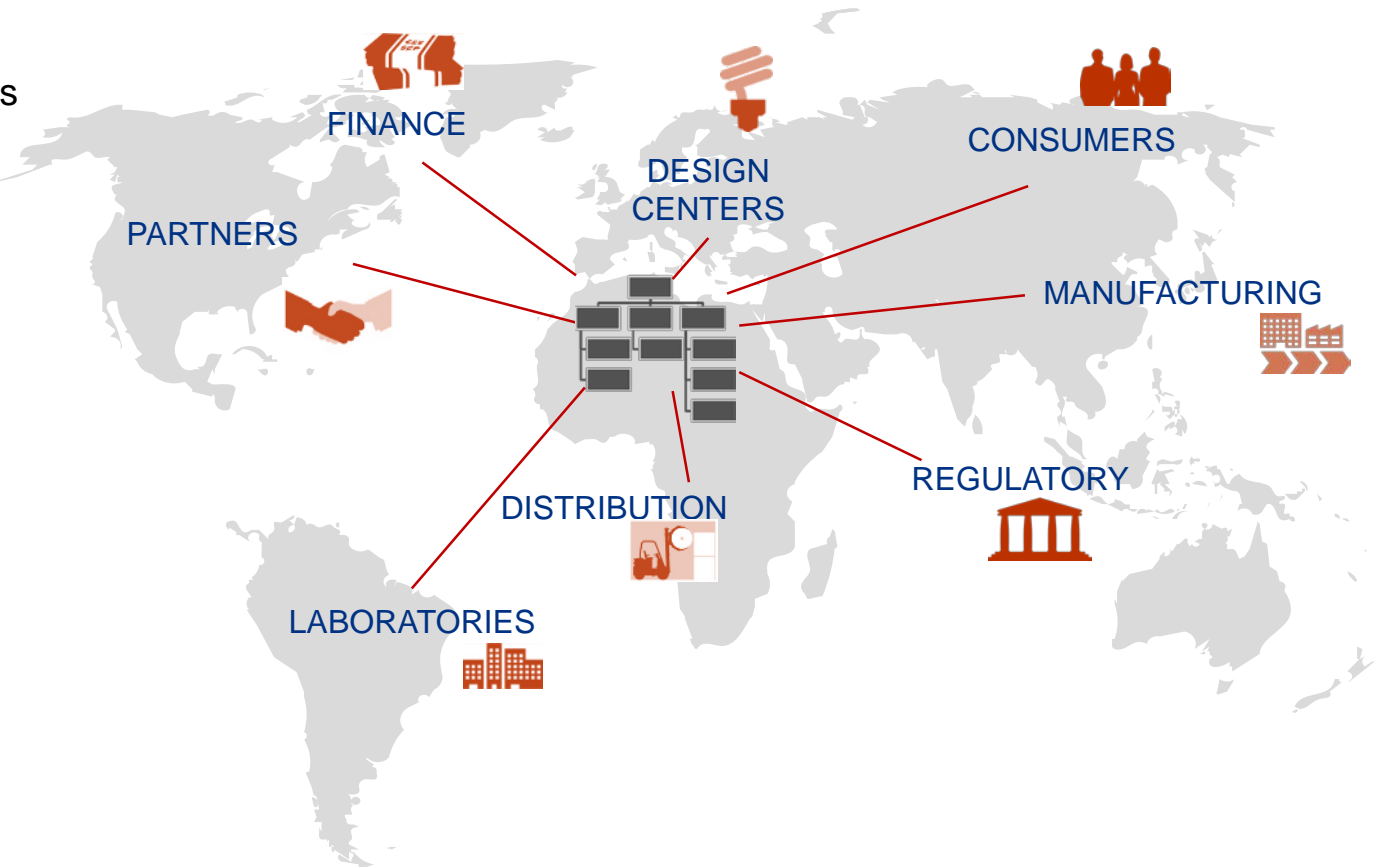 s
FINANCE
CONSUMERS
DESIGN
CENTERS
PARTNERS
MANUFACTURING
REGULATORY
DISTRIBUTION
LABORATORIES